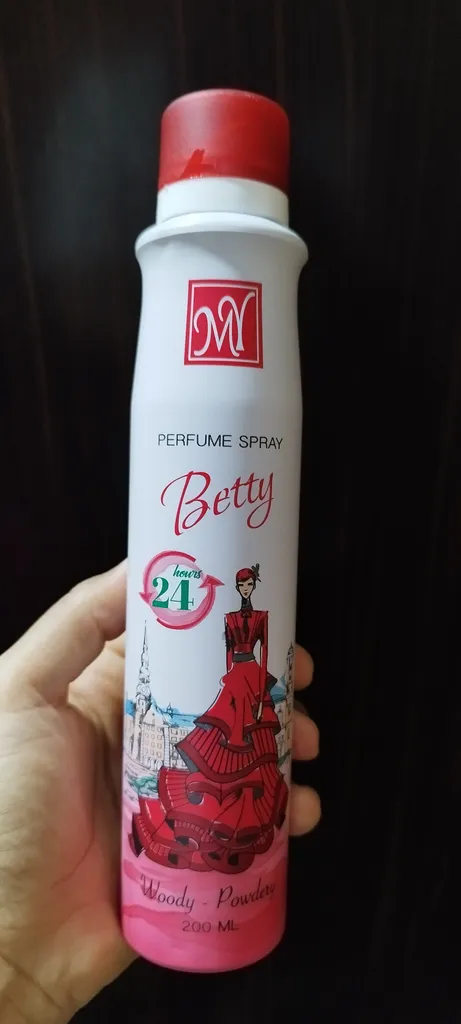 MY
PERFUME SPRAY
Betty
hours
24
Woody - Powdery
200 ML